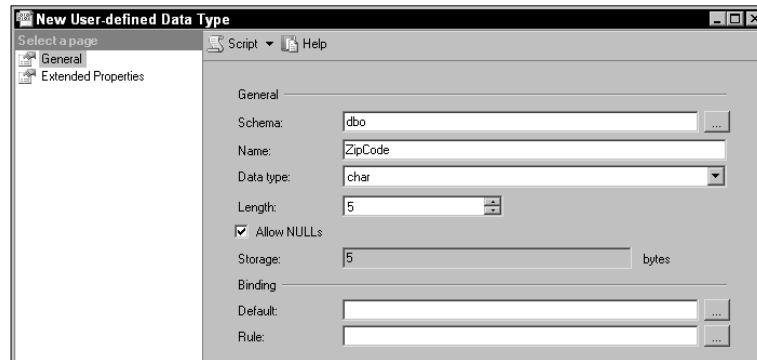 New User-defined Data Type
Select a page
General
Extended Properties
Script Help
General
Schema: dbo ...
Name: ZipCode
Data type: char
Length: 5
Allow NULLs
Storage: 5 bytes
Binding
Default: ...
Rule: ...